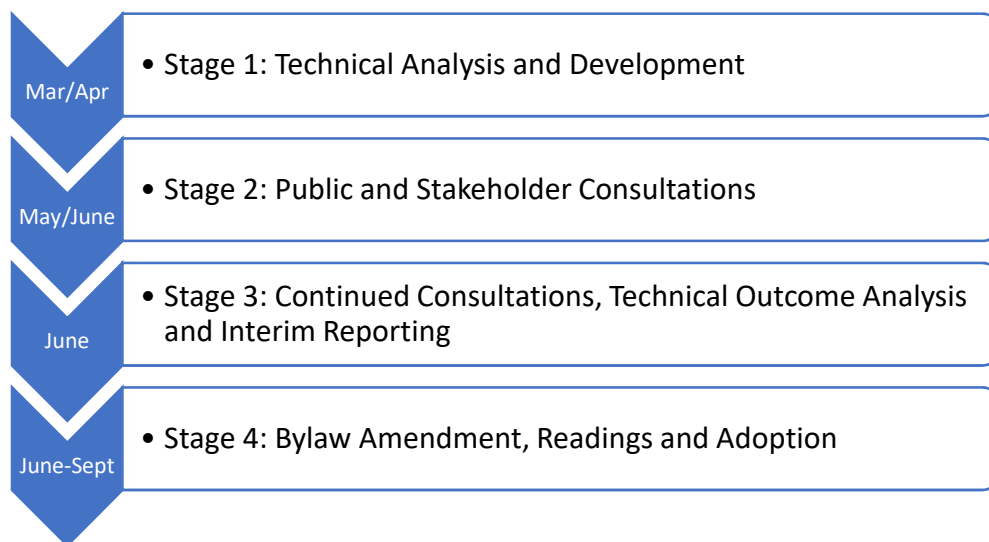 Mar/Apr
• Stage 1: Technical Analysis and Development
May/June
• Stage 2: Public and Stakeholder Consultations
June
• Stage 3: Continued Consultations, Technical Outcome Analysis
and Interim Reporting
June-Sept
• Stage 4: Bylaw Amendment, Readings and Adoption